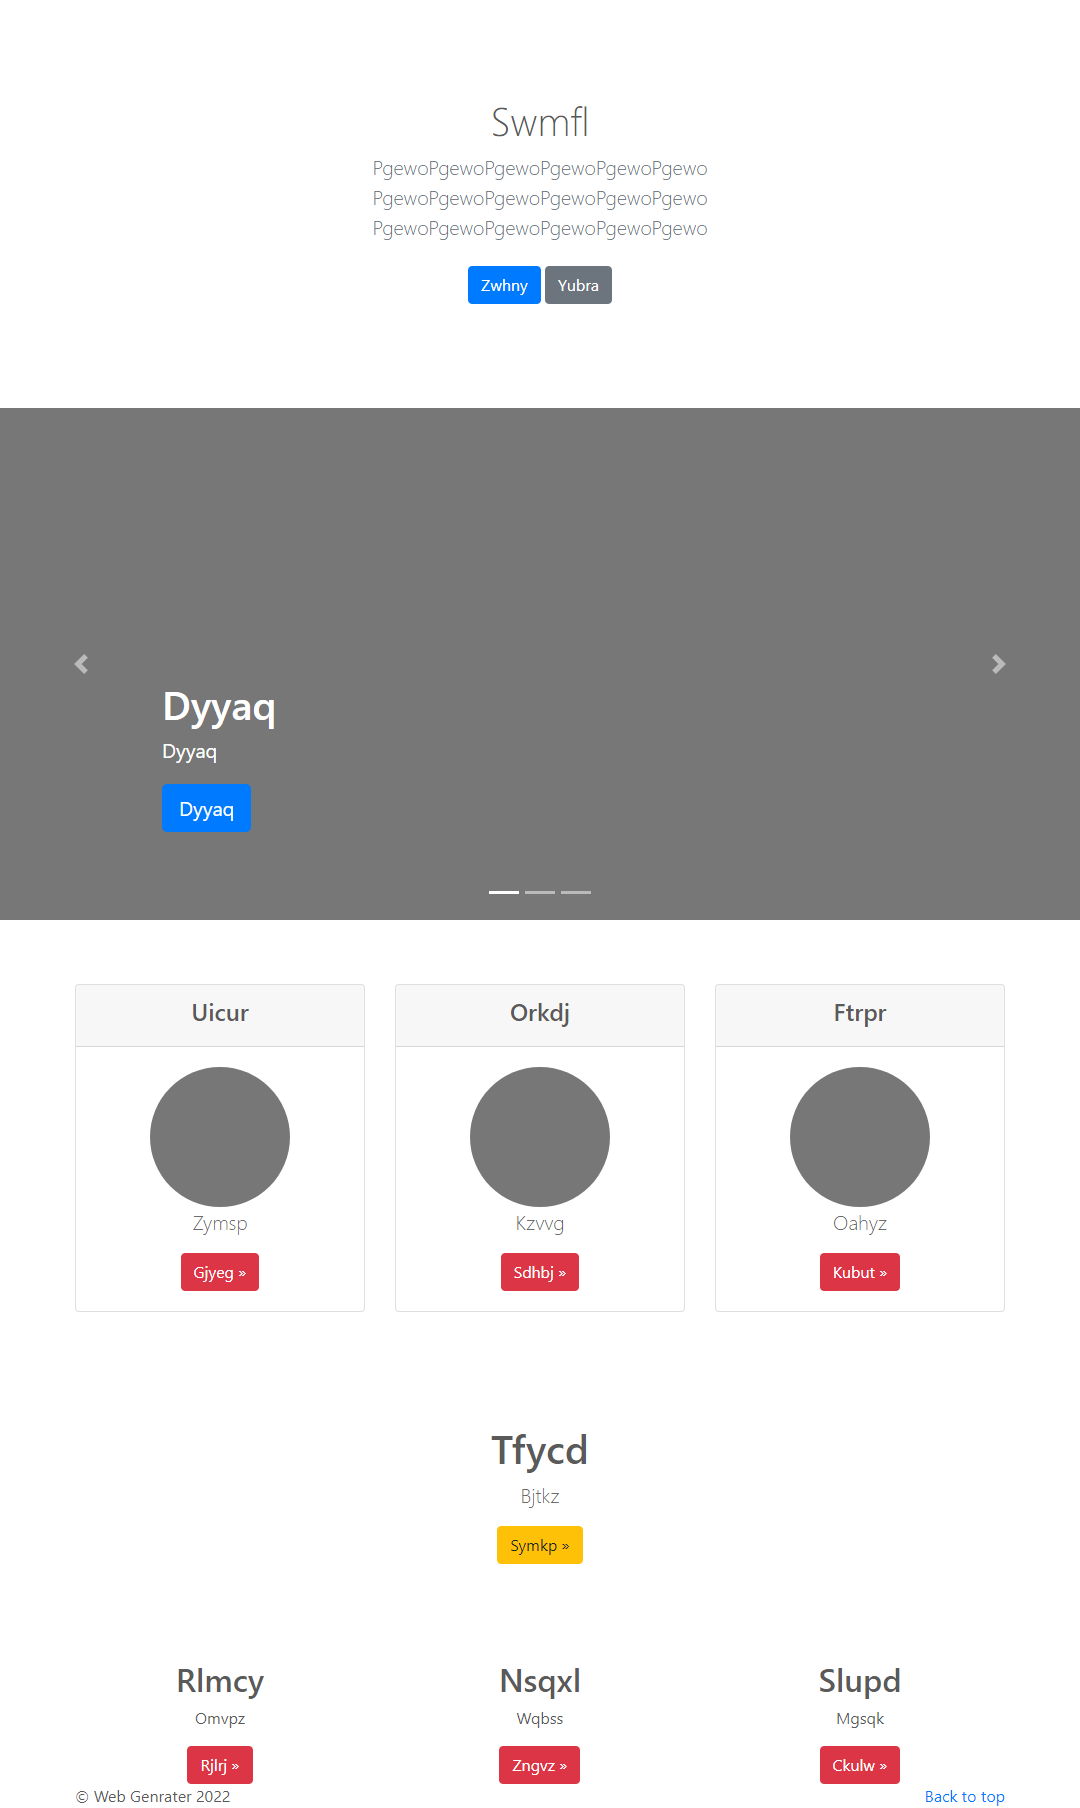 Swmfl
PgewoPgewoPgewoPgewoPgewoPgewo
PgewoPgewoPgewoPgewoPgewoPgewo
PgewoPgewoPgewoPgewoPgewoPgewo
Zwhny Yubra
Dyyaq
Dyyaq
Dyyaq
Uicur Orkdj Ftrpr
Zymsp Kzvvg Oahyz
Gjyeg » Sdhbj » Kubut »
Tfycd
Bjtkz
Symkp »
Rlmcy Nsqxl Slupd
Omvpz Wqbss Mgsqk
Rjlrj » Zngvz » Ckulw »
© Web Genrater 2022 Back to top